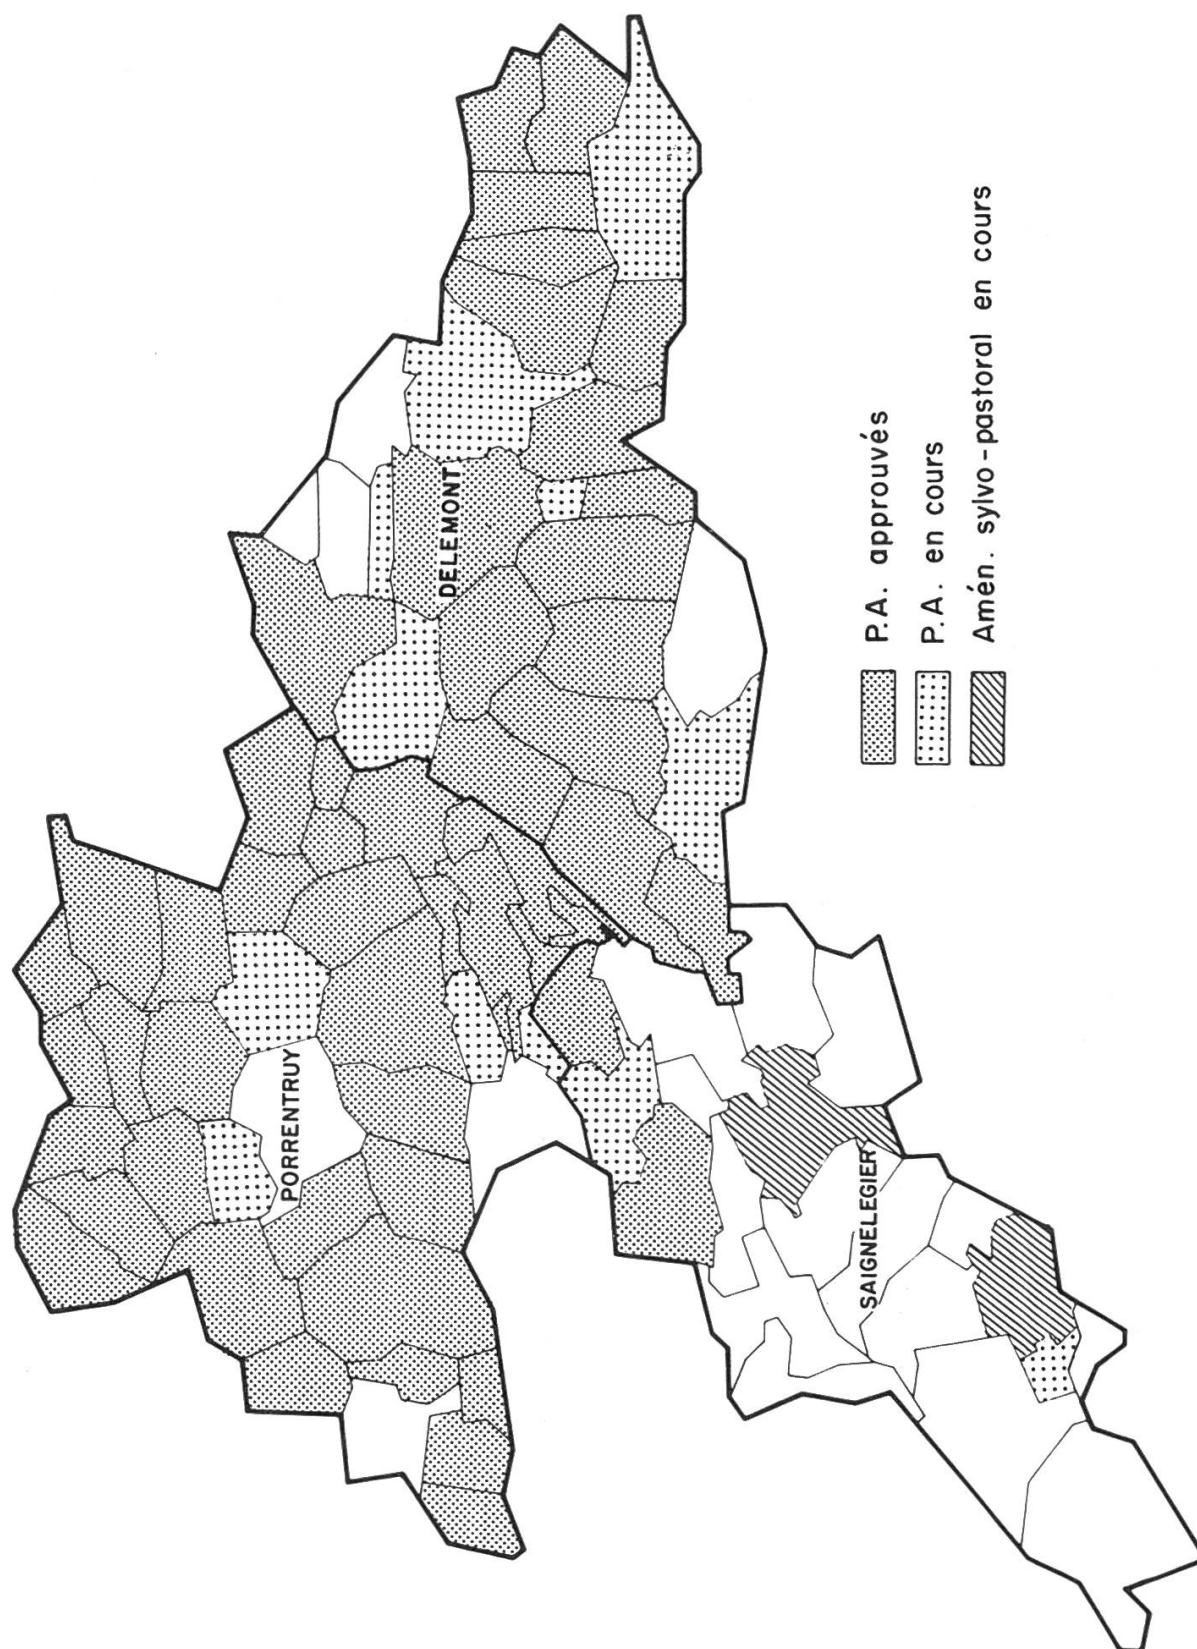 DELEMONT
PORRENTRUY
SAIGNELEGIER
P.A. approuvés
P.A. en cours
Amén. sylvo-pastoral en cours